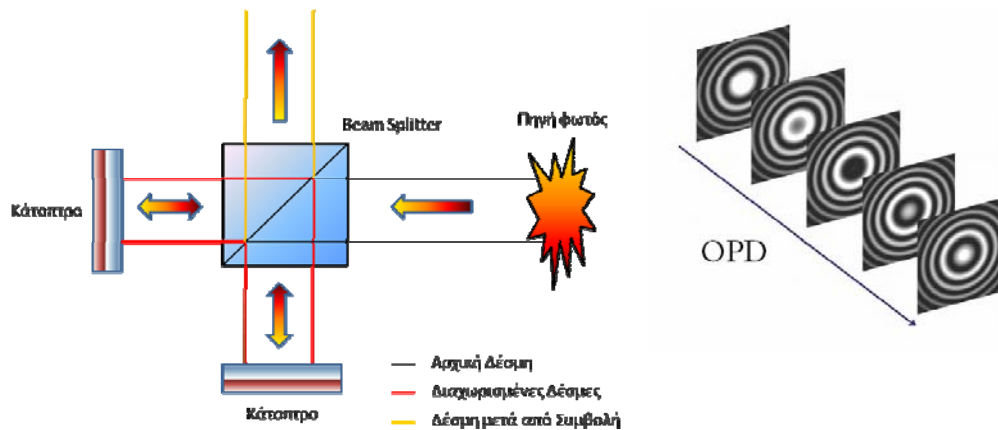 Beam Splitter
Πηγή φωτός
Κάτοπτρο
OPD
Αρχική Δέσμη
Διαχωρισμένες Δέσμες
Κάτοπτρο
Δέσμη μετά από Συμβολή